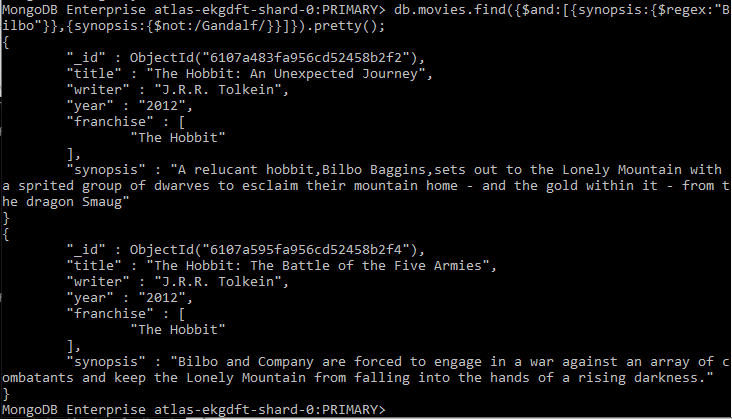 MongoDB Enterprise atlas-ekgdft-shard-0:PRIMARY> db.movies.find({$and:[{synopsis:{$regex:"B
ilbo"}},{synopsis:{$not:/Gandalf/}}]}).pretty();
{
        "_id" : ObjectId("6107a483fa956cd52458b2f2"),
        "title" : "The Hobbit: An Unexpected Journey",
        "writer" : "J.R.R. Tolkein",
        "year" : "2012",
        "franchise" : [
                "The Hobbit"
        ],
        "synopsis" : "A relucant hobbit,Bilbo Baggins,sets out to the Lonely Mountain with
a sprited group of dwarves to esclaim their mountain home - and the gold within it - from t
he dragon Smaug"
}
{
        "_id" : ObjectId("6107a595fa956cd52458b2f4"),
        "title" : "The Hobbit: The Battle of the Five Armies",
        "writer" : "J.R.R. Tolkein",
        "year" : "2012",
        "franchise" : [
                "The Hobbit"
        ],
        "synopsis" : "Bilbo and Company are forced to engage in a war against an array of c
ombatants and keep the Lonely Mountain from falling into the hands of a rising darkness."
}
MongoDB Enterprise atlas-ekgdft-shard-0:PRIMARY>